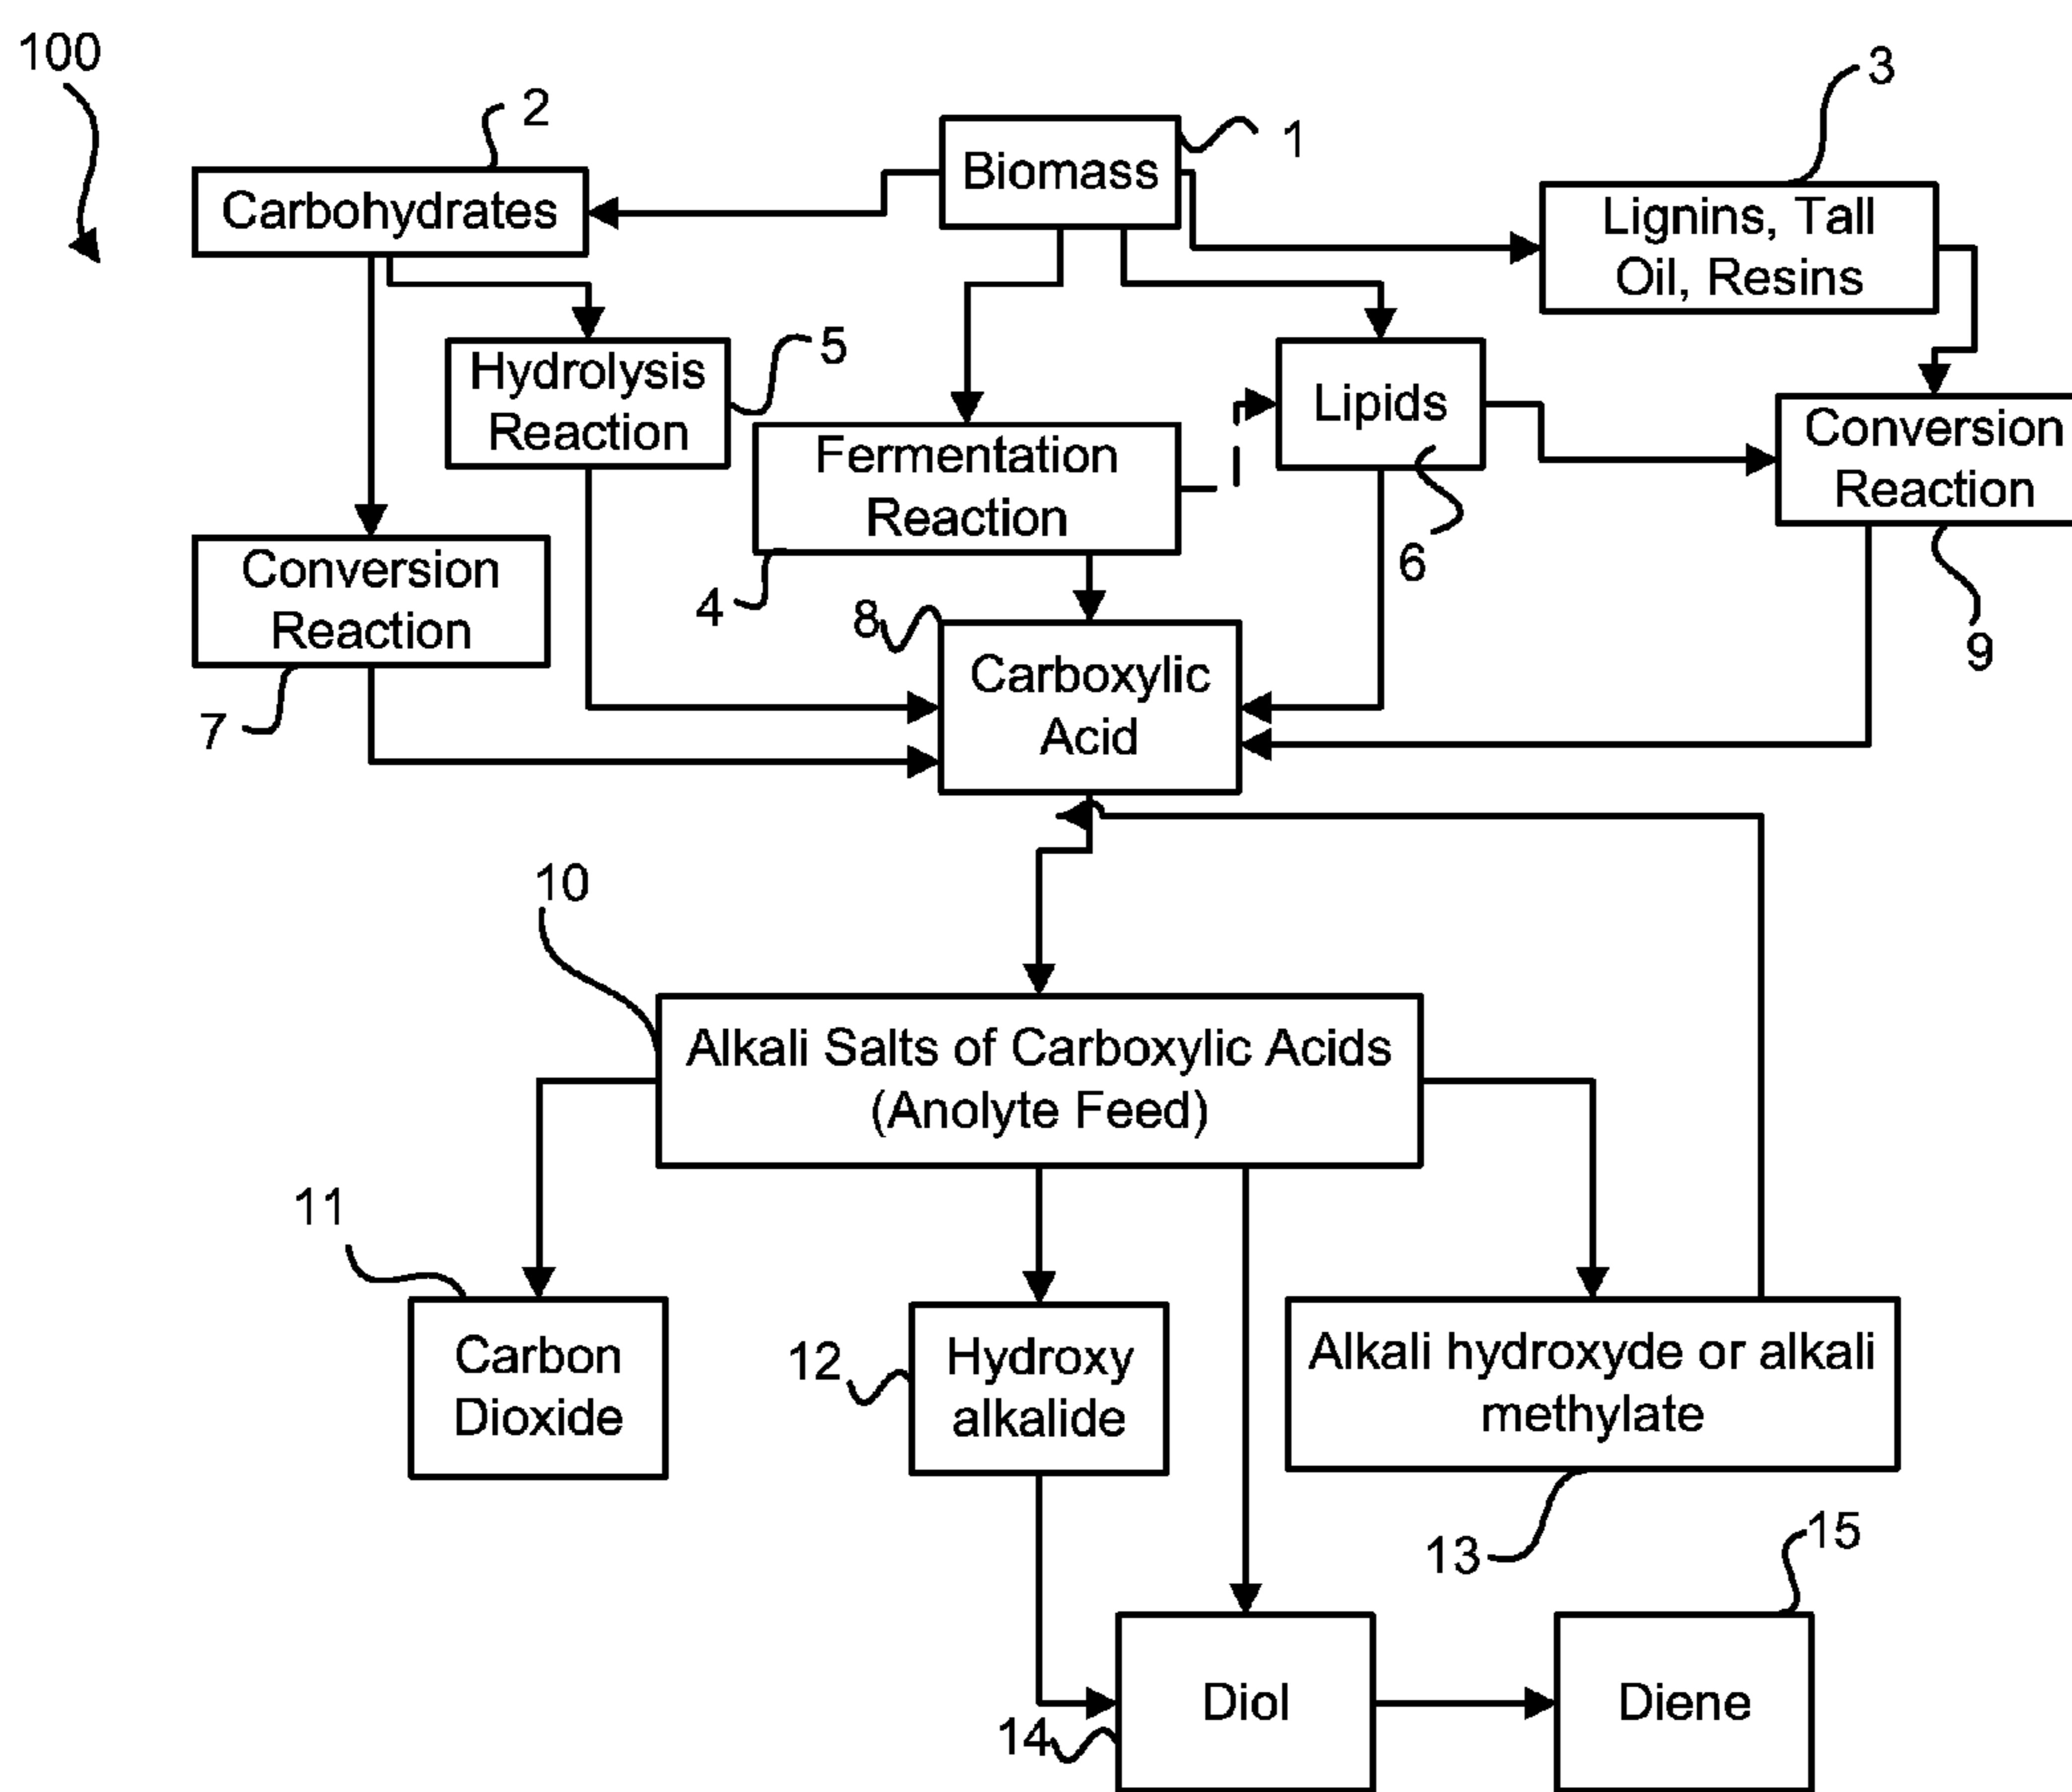 100
2
1
3
Biomass
Carbohydrates
Lignins, Tall
Oil, Resins
5
Hydrolysis
Reaction
Lipids
Fermentation
Reaction
Conversion
Reaction
6
Conversion
Reaction
4
8
9
7
Carboxylic
Acid
10
Alkali Salts of Carboxylic Acids
(Anolyte Feed)
11
12
Carbon
Dioxide
Hydroxy
alkalide
Alkali hydroxyde or alkali
methylate
13
15
14
Diol
Diene